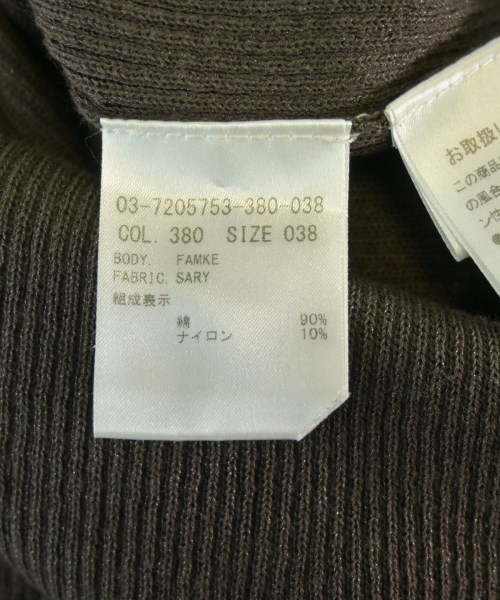 03-7205753-380-038
COL. 380 SIZE 038
BODY. FAMKE
FABRIC. SARY
組成表示
綿 90%
ナイロン 10%
お取扱い
この商品
の風合